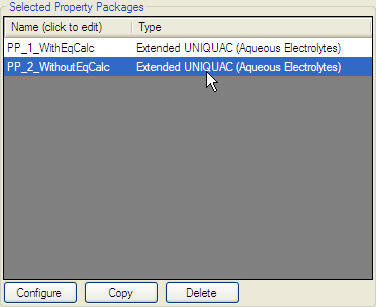 Selected Property Packages
Name (click to edit) Type
PP_1_WithEqCalc Extended UNIQUAC (Aqueous Electrolytes)
PP_2_WithoutEqCalc Extended UNIQUAC (Aqueous Electrolytes)
Configure Copy Delete